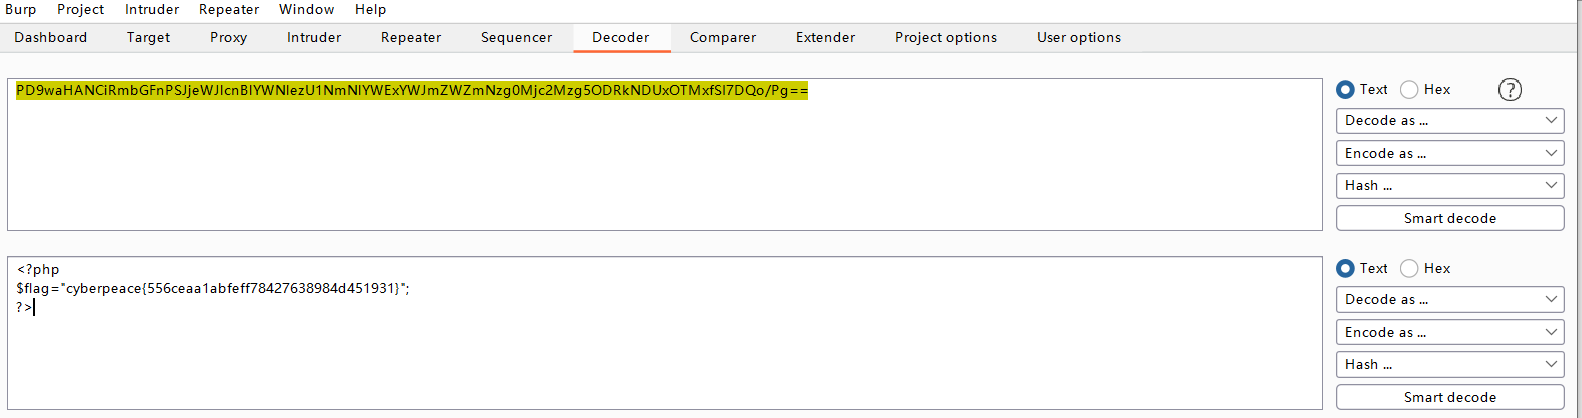 Burp Project Intruder Repeater Window Help
Dashboard Target Proxy Intruder Repeater Sequencer Decoder Comparer Extender Project options User options
PD9waHANCiRmbGFnPSJjeWJlcnBlYWNlezU1NmNlYWExYWJmZWZmNzg0Mjc2Mzg5ODRkNDUxOTMxfSI7DQo/Pg==
Text Hex ?
Decode as ...
Encode as ...
Hash ...
Smart decode
<?php
$flag="cyberpeace{556ceaa1abfeff78427638984d451931}";
?>
Text Hex
Decode as ...
Encode as ...
Hash ...
Smart decode